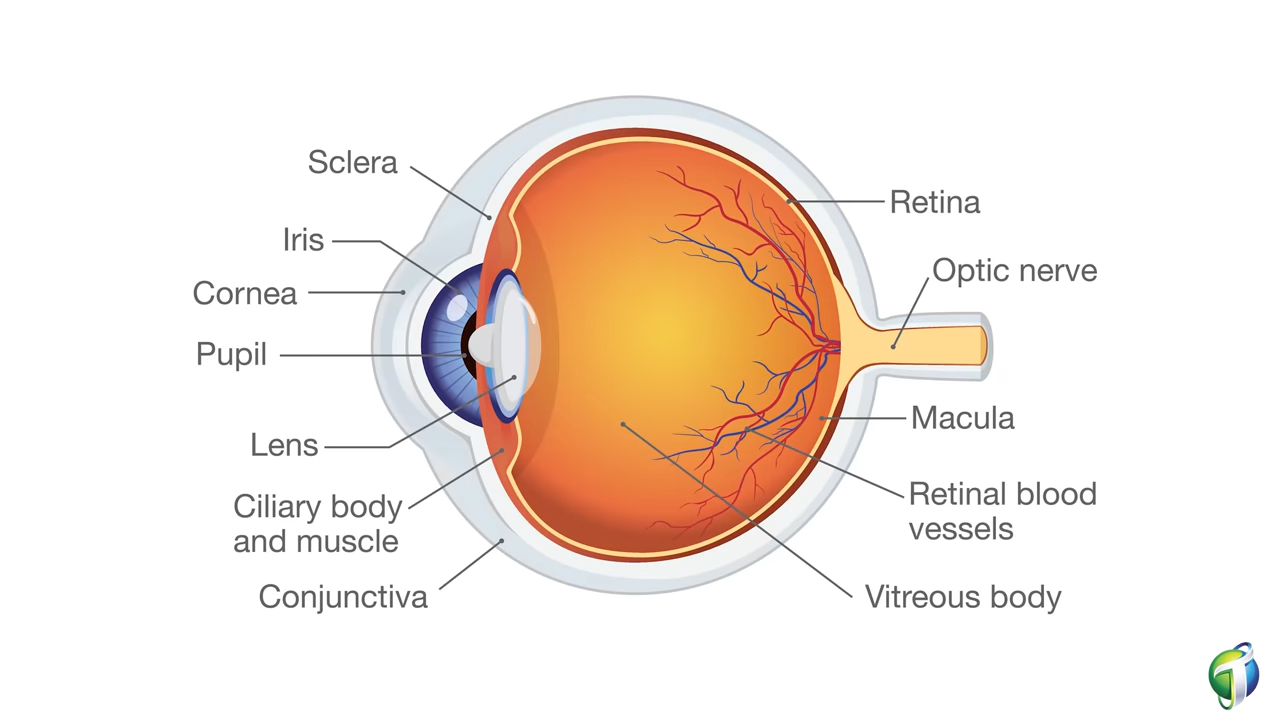 Sclera
Iris
Cornea
Pupil
Lens
Ciliary body
and muscle
Conjunctiva
Retina
Optic nerve
Macula
Retinal blood
vessels
Vitreous body